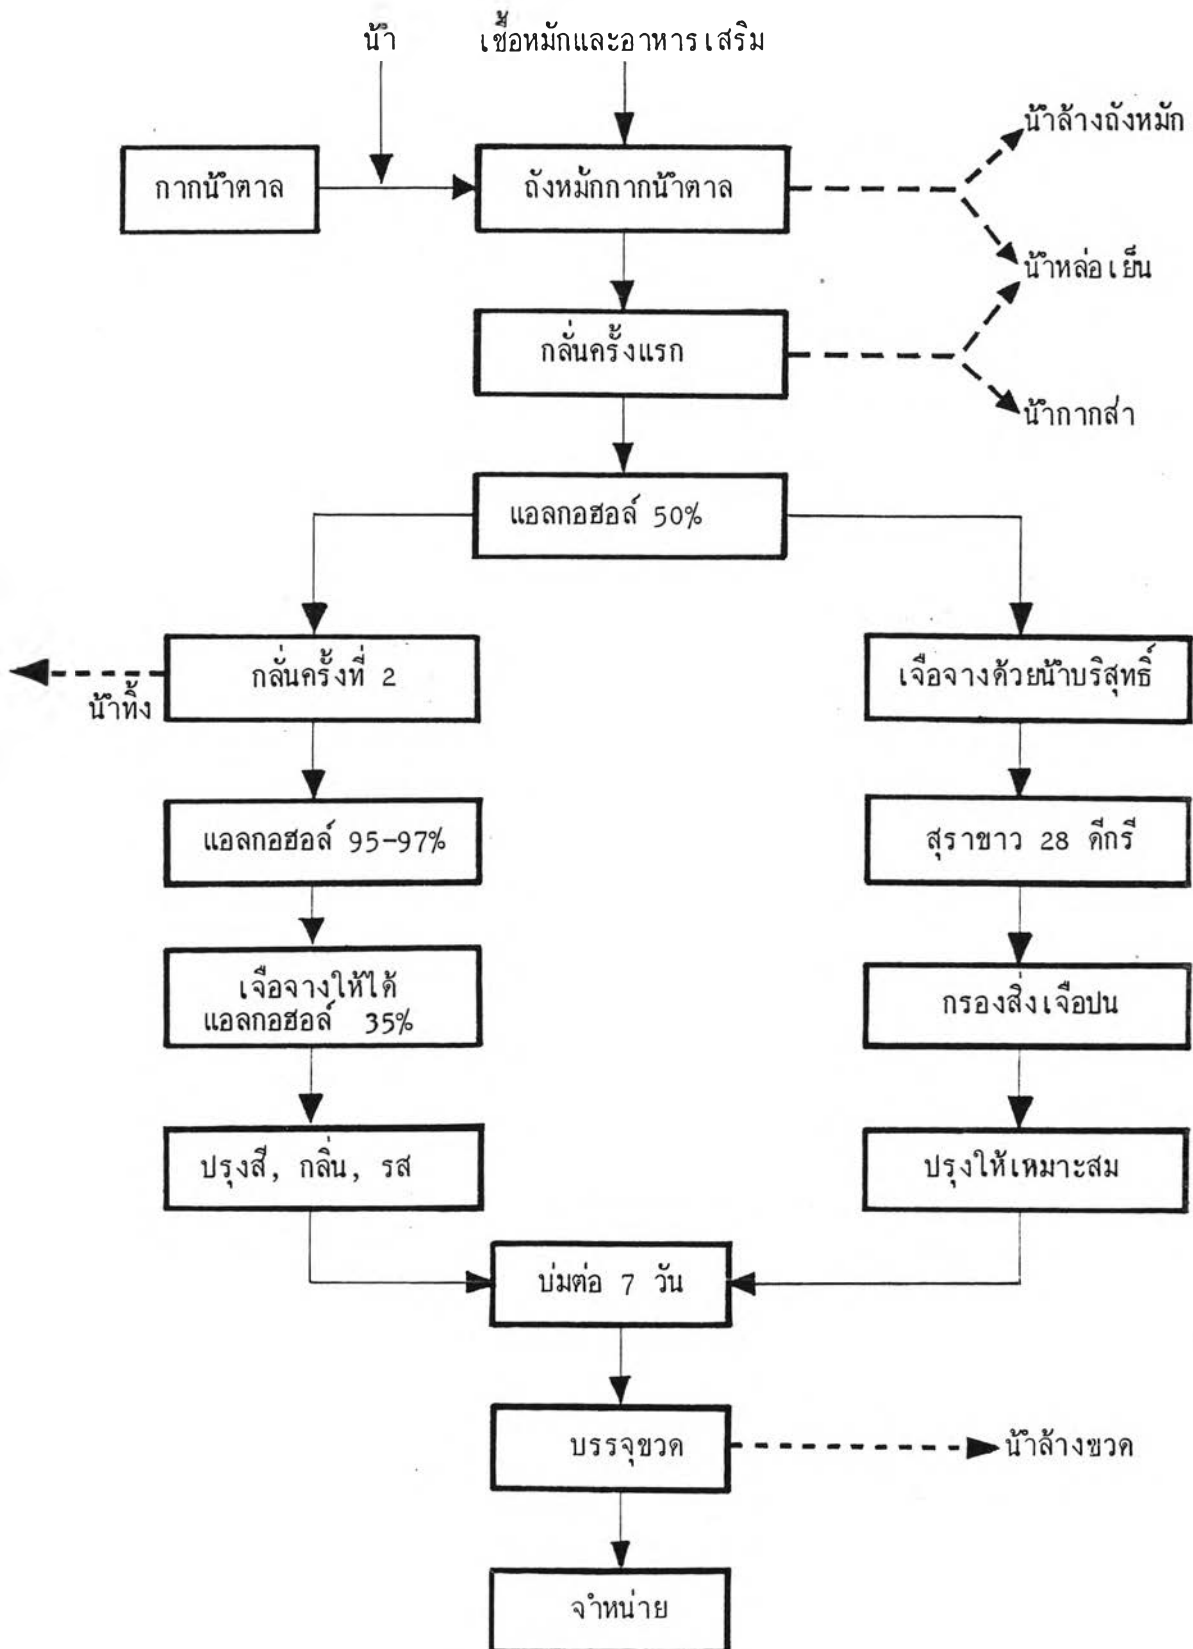 น้ำ
เชื้อหมักและอาหารเสริม
น้ำล้างถังหมัก
กากน้ำตาล
ถังหมักกากน้ำตาล
น้ำหล่อเย็น
กลั่นครั้งแรก
น้ำกากส่า
แอลกอฮอล์ 50%
กลั่นครั้งที่ 2
เจือจางด้วยน้ำบริสุทธิ์
น้ำทิ้ง
แอลกอฮอล์ 95-97%
สุราขาว 28 ดีกรี
เจือจางให้ได้
แอลกอฮอล์ 35%
กรองสิ่งเจือปน
ปรุงสี, กลิ่น, รส
ปรุงให้เหมาะสม
บ่มต่อ 7 วัน
บรรจุขวด
น้ำล้างขวด
จำหน่าย